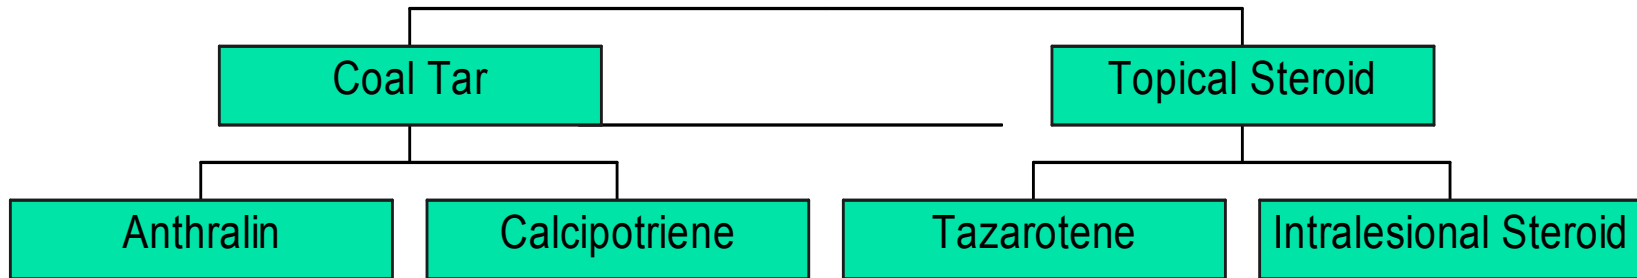 Coal Tar
Topical Steroid
Anthralin
Calcipotriene
Tazarotene
Intralesional Steroid